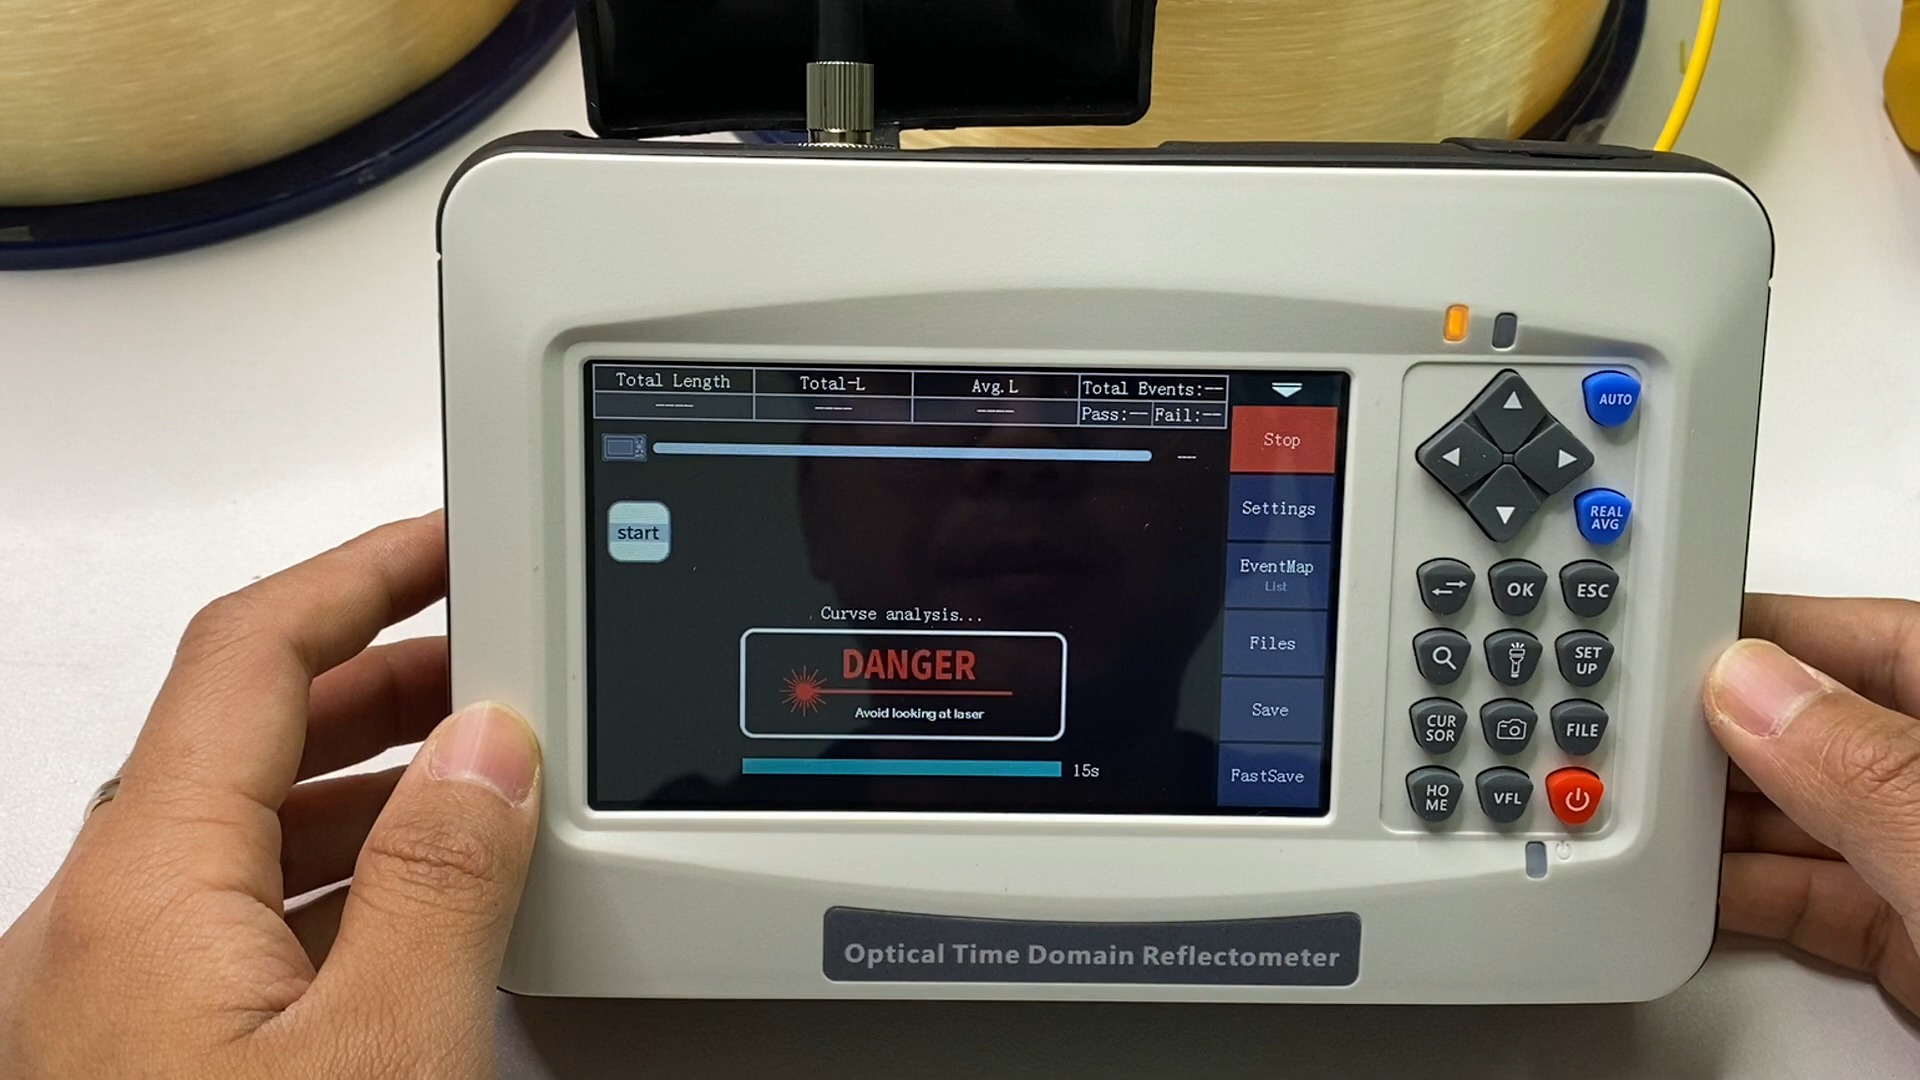 Total Length
Total-L
Avg.L
Total Events:--
-----
-----
-----
Pass:-- Fail:--
---
Stop
Settings
start
EventMap
List
Curvse analysis...
DANGER
Avoid looking at laser
15s
Files
Save
FastSave
AUTO
REAL
AVG
OK
ESC
SET
UP
CUR
SOR
FILE
HO
ME
VFL
Optical Time Domain Reflectometer